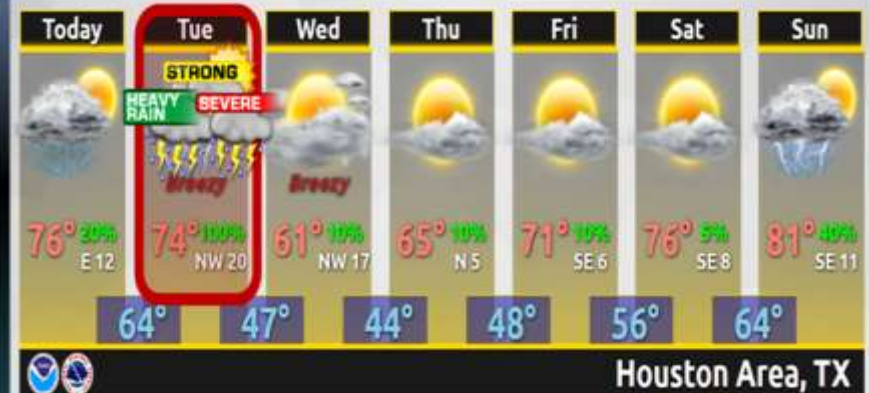 Today Tue Wed Thu Fri Sat Sun
STRONG
HEAVY RAIN SEVERE
Breezy Breezy
76° 20% 74° 100% 61° 10% 65° 10% 71° 10% 76° 5% 81° 40%
E 12 NW 20 NW 17 N 5 SE 6 SE 8 SE 11
64° 47° 44° 48° 56° 64°
Houston Area, TX